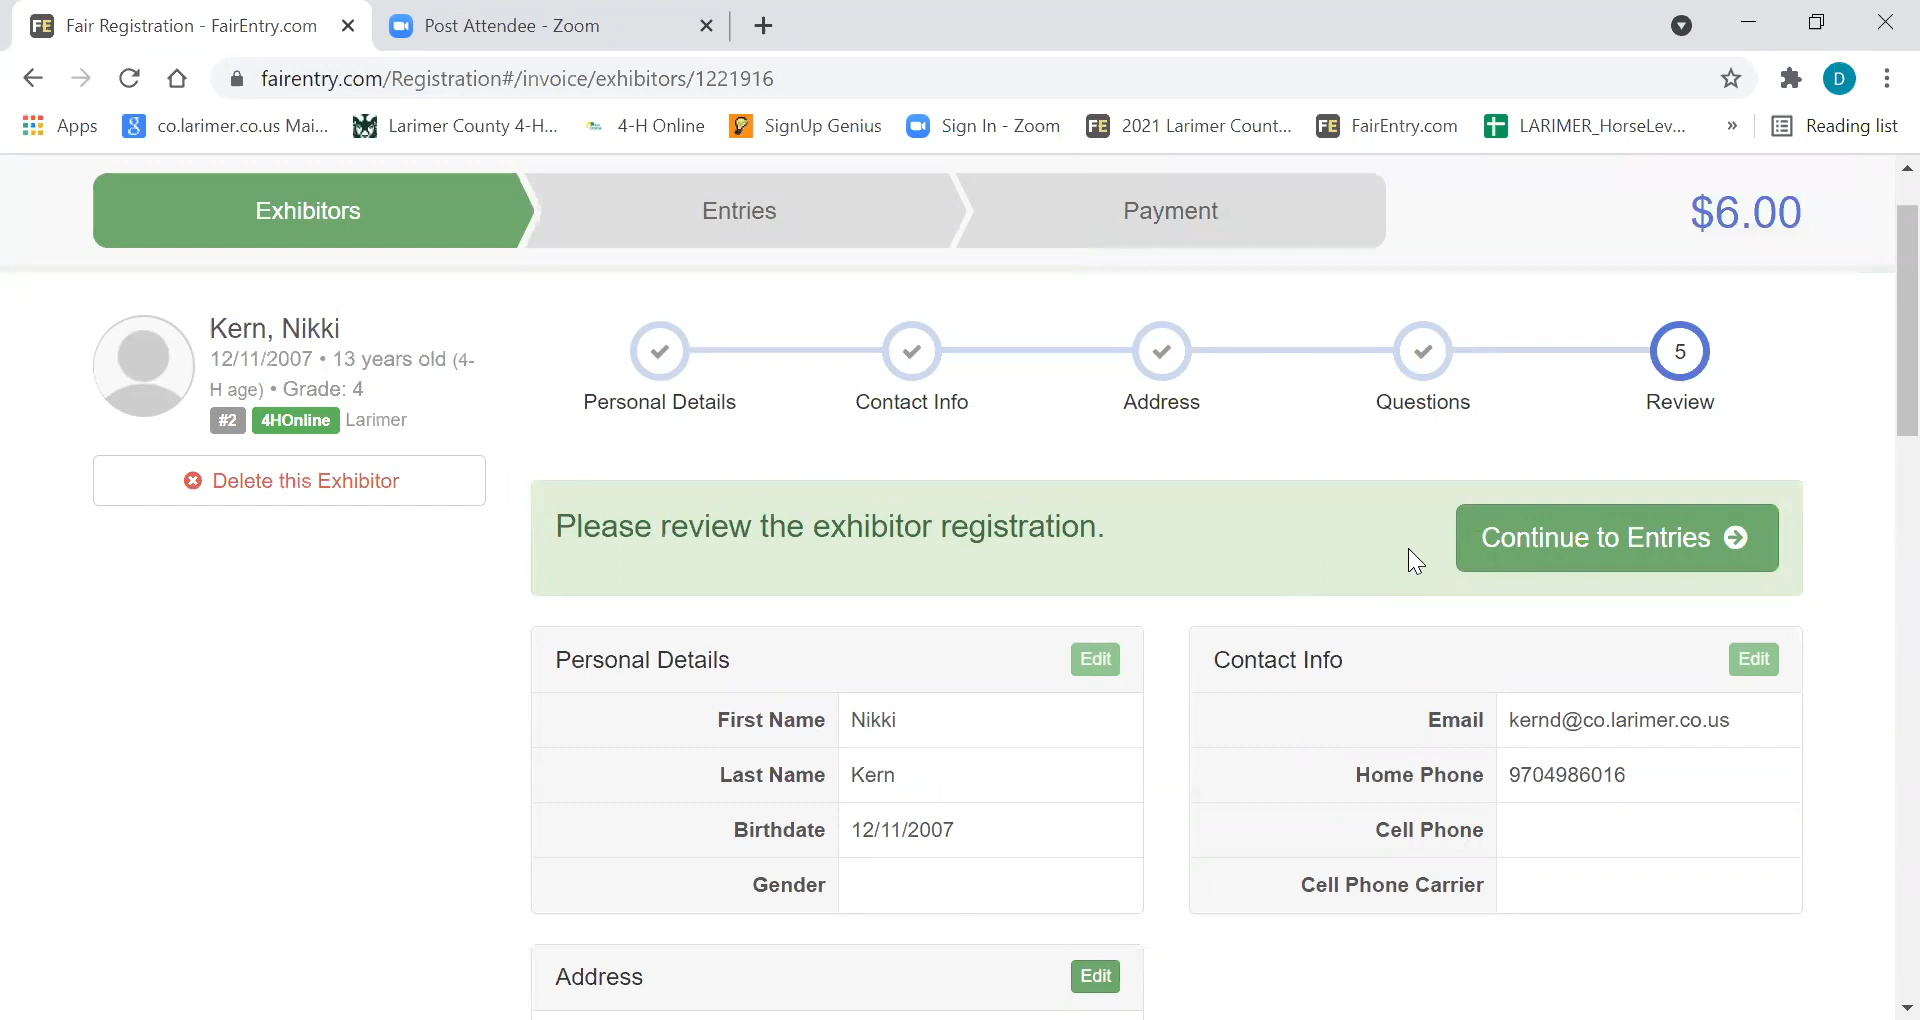 FE Fair Registration - FairEntry.com
Post Attendee - Zoom
fairentry.com/Registration#/invoice/exhibitors/1221916
D
Apps
8 co.larimer.co.us Mai...
Larimer County 4-H...
4-H Online
SignUp Genius
Sign In - Zoom
FE 2021 Larimer Count...
FE FairEntry.com
LARIMER_HorseLev...
»
Reading list
Exhibitors
Entries
Payment
$6.00
Kern, Nikki
12/11/2007 • 13 years old (4-
H age) • Grade: 4
#2 4HOnline Larimer
Delete this Exhibitor
Personal Details
Contact Info
Address
Questions
5
Review
Please review the exhibitor registration.
Continue to Entries
Personal Details
Edit
First Name Nikki
Last Name Kern
Birthdate 12/11/2007
Gender
Contact Info
Edit
Email kernd@co.larimer.co.us
Home Phone 9704986016
Cell Phone
Cell Phone Carrier
Address
Edit